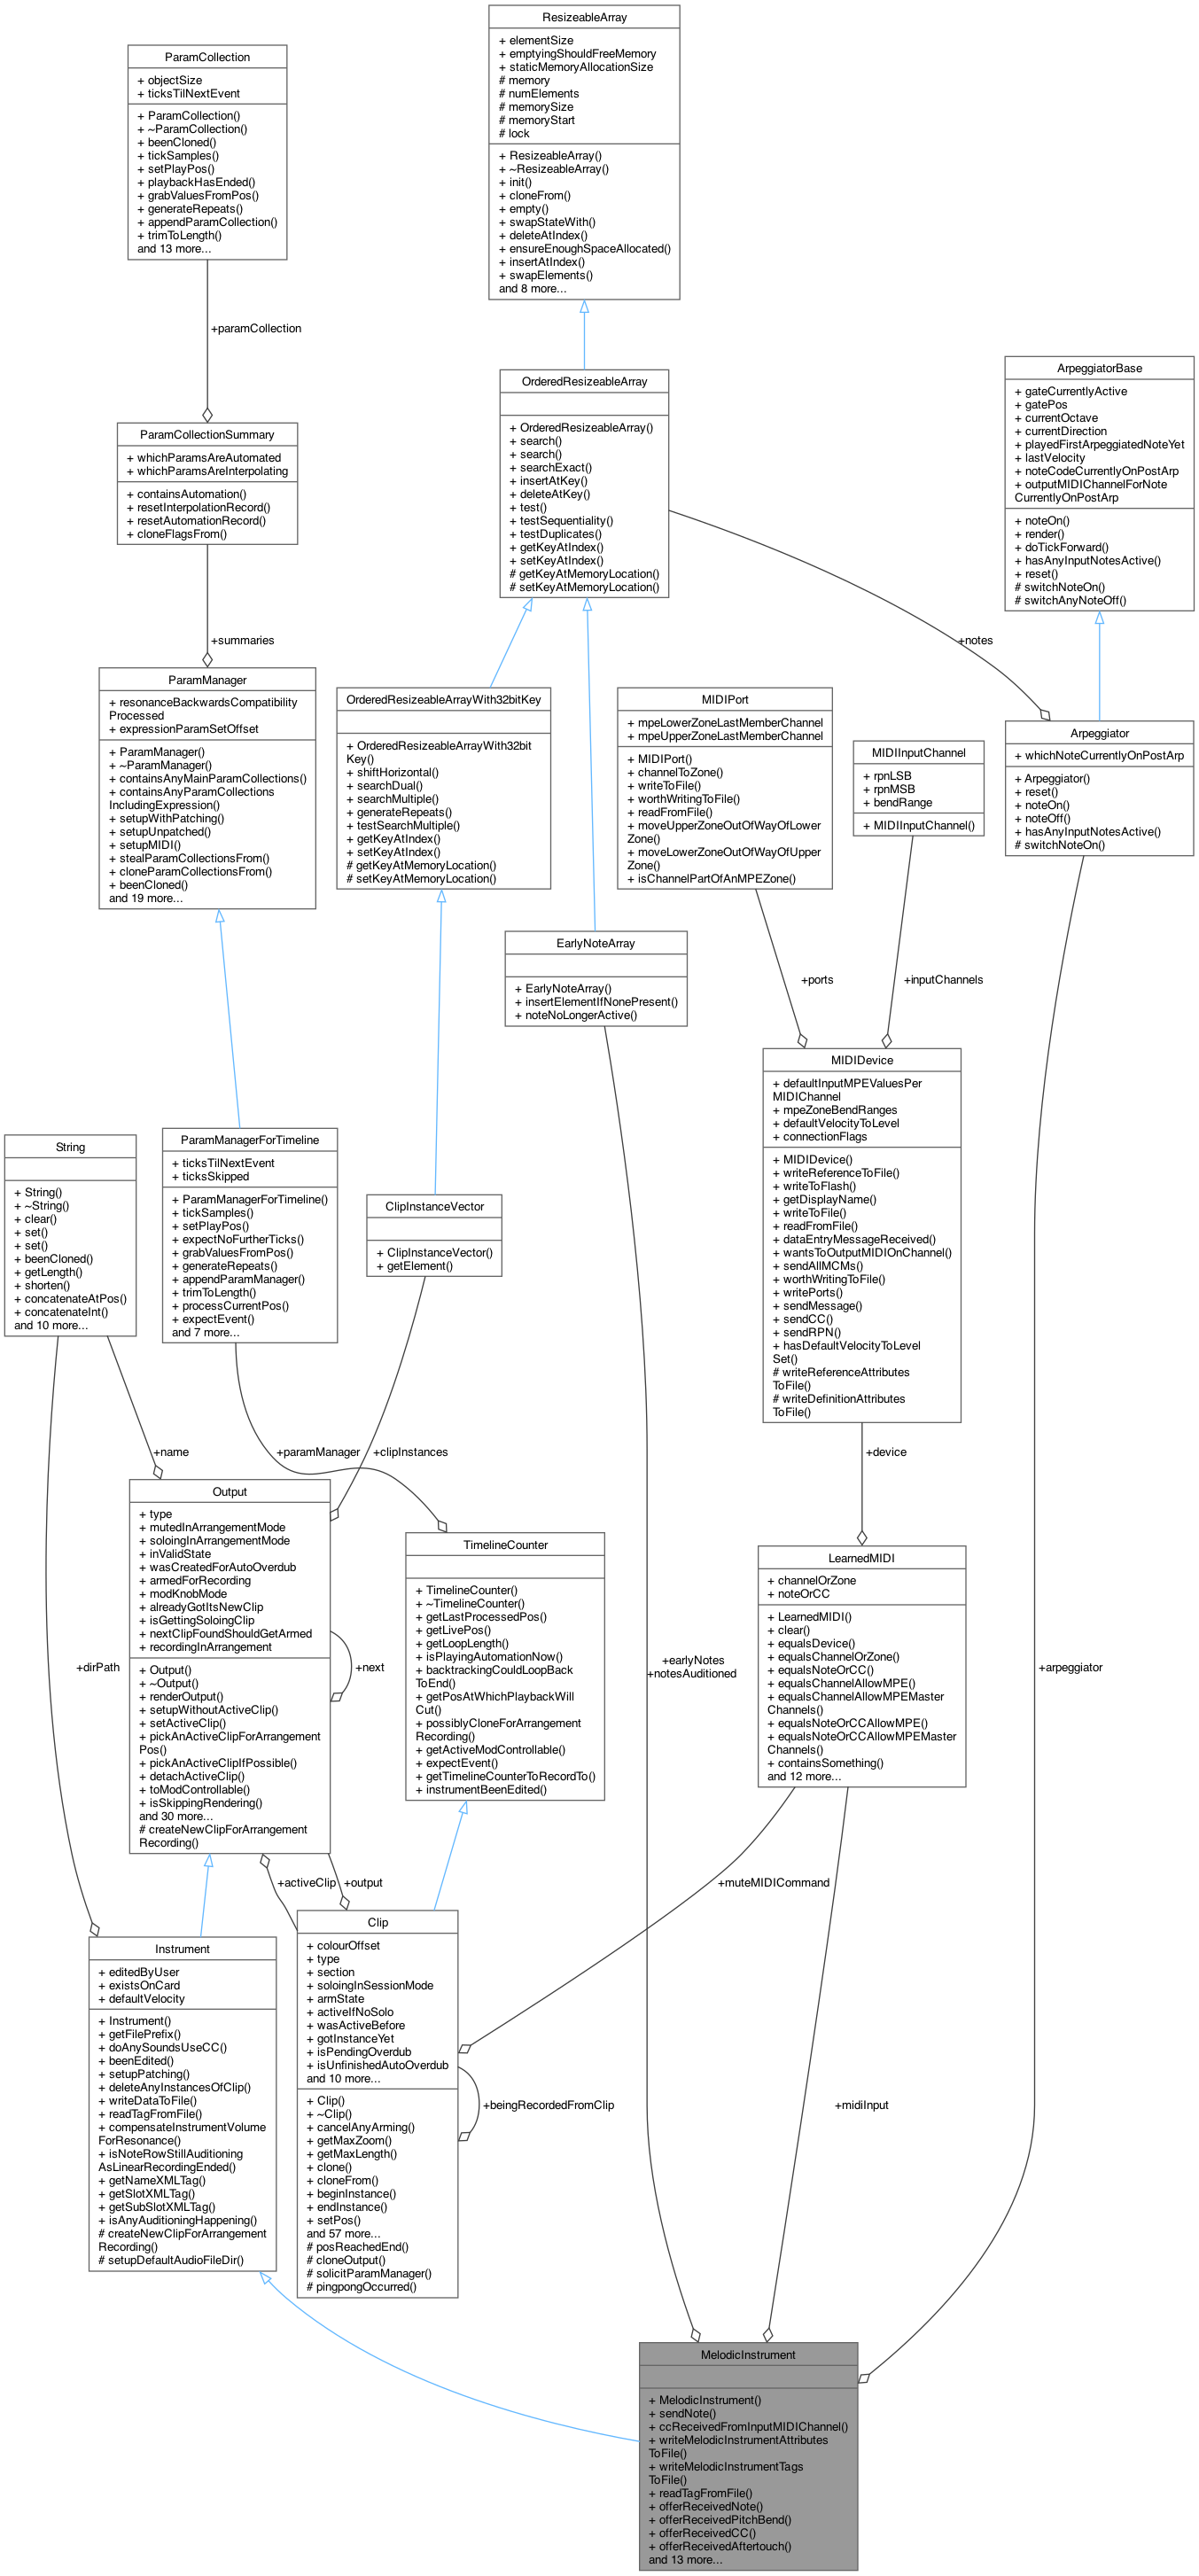 ResizeableArray
+ elementSize
+ emptyingShouldFreeMemory
+ staticMemoryAllocationSize
# memory
# numElements
# memorySize
# memoryStart
# lock
+ ResizeableArray()
+ ~ResizeableArray()
+ init()
+ cloneFrom()
+ empty()
+ swapStateWith()
+ deleteAtIndex()
+ ensureEnoughSpaceAllocated()
+ insertAtIndex()
+ swapElements()
and 8 more...
ParamCollection
+ objectSize
+ ticksTilNextEvent
+ ParamCollection()
+ ~ParamCollection()
+ beenCloned()
+ tickSamples()
+ setPlayPos()
+ playbackHasEnded()
+ grabValuesFromPos()
+ generateRepeats()
+ appendParamCollection()
+ trimToLength()
and 13 more...
+paramCollection
OrderedResizeableArray
+ OrderedResizeableArray()
+ search()
+ search()
+ searchExact()
+ insertAtKey()
+ deleteAtKey()
+ test()
+ testSequentiality()
+ testDuplicates()
+ getKeyAtIndex()
+ setKeyAtIndex()
# getKeyAtMemoryLocation()
# setKeyAtMemoryLocation()
ArpeggiatorBase
+ gateCurrentlyActive
+ gatePos
+ currentOctave
+ currentDirection
+ playedFirstArpeggiatedNoteYet
+ lastVelocity
+ noteCodeCurrentlyOnPostArp
+ outputMIDIChannelForNote
CurrentlyOnPostArp
+ noteOn()
+ render()
+ doTickForward()
+ hasAnyInputNotesActive()
+ reset()
# switchNoteOn()
# switchAnyNoteOff()
ParamCollectionSummary
+ whichParamsAreAutomated
+ whichParamsAreInterpolating
+ containsAutomation()
+ resetInterpolationRecord()
+ resetAutomationRecord()
+ cloneFlagsFrom()
+summaries
+notes
ParamManager
+ resonanceBackwardsCompatibility
Processed
+ expressionParamSetOffset
+ ParamManager()
+ ~ParamManager()
+ containsAnyMainParamCollections()
+ containsAnyParamCollections
IncludingExpression()
+ setupWithPatching()
+ setupUnpatched()
+ setupMIDI()
+ stealParamCollectionsFrom()
+ cloneParamCollectionsFrom()
+ beenCloned()
and 19 more...
OrderedResizeableArrayWith32bitKey
+ OrderedResizeableArrayWith32bit
Key()
+ shiftHorizontal()
+ searchDual()
+ searchMultiple()
+ generateRepeats()
+ testSearchMultiple()
+ getKeyAtIndex()
+ setKeyAtIndex()
# getKeyAtMemoryLocation()
# setKeyAtMemoryLocation()
MIDIPort
+ mpeLowerZoneLastMemberChannel
+ mpeUpperZoneLastMemberChannel
+ MIDIPort()
+ channelToZone()
+ writeToFile()
+ worthWritingToFile()
+ readFromFile()
+ moveUpperZoneOutOfWayOfLower
Zone()
+ moveLowerZoneOutOfWayOfUpper
Zone()
+ isChannelPartOfAnMPEZone()
MIDIInputChannel
+ rpnLSB
+ rpnMSB
+ bendRange
+ MIDIInputChannel()
Arpeggiator
+ whichNoteCurrentlyOnPostArp
+ Arpeggiator()
+ reset()
+ noteOn()
+ noteOff()
+ hasAnyInputNotesActive()
# switchNoteOn()
EarlyNoteArray
+ EarlyNoteArray()
+ insertElementIfNonePresent()
+ noteNoLongerActive()
+ports
+inputChannels
MIDIDevice
+ defaultInputMPEValuesPer
MIDIChannel
+ mpeZoneBendRanges
+ defaultVelocityToLevel
+ connectionFlags
+ MIDIDevice()
+ writeReferenceToFile()
+ writeToFlash()
+ getDisplayName()
+ writeToFile()
+ readFromFile()
+ dataEntryMessageReceived()
+ wantsToOutputMIDIOnChannel()
+ sendAllMCMs()
+ worthWritingToFile()
+ writePorts()
+ sendMessage()
+ sendCC()
+ sendRPN()
+ hasDefaultVelocityToLevel
Set()
# writeReferenceAttributes
ToFile()
# writeDefinitionAttributes
ToFile()
String
+ String()
+ ~String()
+ clear()
+ set()
+ set()
+ beenCloned()
+ getLength()
+ shorten()
+ concatenateAtPos()
+ concatenateInt()
and 10 more...
ParamManagerForTimeline
+ ticksTilNextEvent
+ ticksSkipped
+ ParamManagerForTimeline()
+ tickSamples()
+ setPlayPos()
+ expectNoFurtherTicks()
+ grabValuesFromPos()
+ generateRepeats()
+ appendParamManager()
+ trimToLength()
+ processCurrentPos()
+ expectEvent()
and 7 more...
ClipInstanceVector
+ ClipInstanceVector()
+ getElement()
+name
+paramManager
+clipInstances
+device
Output
+ type
+ mutedInArrangementMode
+ soloingInArrangementMode
+ inValidState
+ wasCreatedForAutoOverdub
+ armedForRecording
+ modKnobMode
+ alreadyGotItsNewClip
+ isGettingSoloingClip
+ nextClipFoundShouldGetArmed
+ recordingInArrangement
+ Output()
+ ~Output()
+ renderOutput()
+ setupWithoutActiveClip()
+ setActiveClip()
+ pickAnActiveClipForArrangement
Pos()
+ pickAnActiveClipIfPossible()
+ detachActiveClip()
+ toModControllable()
+ isSkippingRendering()
and 30 more...
# createNewClipForArrangement
Recording()
+next
TimelineCounter
+ TimelineCounter()
+ ~TimelineCounter()
+ getLastProcessedPos()
+ getLivePos()
+ getLoopLength()
+ isPlayingAutomationNow()
+ backtrackingCouldLoopBack
ToEnd()
+ getPosAtWhichPlaybackWill
Cut()
+ possiblyCloneForArrangement
Recording()
+ getActiveModControllable()
+ expectEvent()
+ getTimelineCounterToRecordTo()
+ instrumentBeenEdited()
LearnedMIDI
+ channelOrZone
+ noteOrCC
+ LearnedMIDI()
+ clear()
+ equalsDevice()
+ equalsChannelOrZone()
+ equalsNoteOrCC()
+ equalsChannelAllowMPE()
+ equalsChannelAllowMPEMaster
Channels()
+ equalsNoteOrCCAllowMPE()
+ equalsNoteOrCCAllowMPEMaster
Channels()
+ containsSomething()
and 12 more...
+dirPath
+earlyNotes
+notesAuditioned
+arpeggiator
+activeClip
+output
+muteMIDICommand
Instrument
+ editedByUser
+ existsOnCard
+ defaultVelocity
+ Instrument()
+ getFilePrefix()
+ doAnySoundsUseCC()
+ beenEdited()
+ setupPatching()
+ deleteAnyInstancesOfClip()
+ writeDataToFile()
+ readTagFromFile()
+ compensateInstrumentVolume
ForResonance()
+ isNoteRowStillAuditioning
AsLinearRecordingEnded()
+ getNameXMLTag()
+ getSlotXMLTag()
+ getSubSlotXMLTag()
+ isAnyAuditioningHappening()
# createNewClipForArrangement
Recording()
# setupDefaultAudioFileDir()
Clip
+ colourOffset
+ type
+ section
+ soloingInSessionMode
+ armState
+ activeIfNoSolo
+ wasActiveBefore
+ gotInstanceYet
+ isPendingOverdub
+ isUnfinishedAutoOverdub
and 10 more...
+ Clip()
+ ~Clip()
+ cancelAnyArming()
+ getMaxZoom()
+ getMaxLength()
+ clone()
+ cloneFrom()
+ beginInstance()
+ endInstance()
+ setPos()
and 57 more...
# posReachedEnd()
# cloneOutput()
# solicitParamManager()
# pingpongOccurred()
+beingRecordedFromClip
+midiInput
MelodicInstrument
+ MelodicInstrument()
+ sendNote()
+ ccReceivedFromInputMIDIChannel()
+ writeMelodicInstrumentAttributes
ToFile()
+ writeMelodicInstrumentTags
ToFile()
+ readTagFromFile()
+ offerReceivedNote()
+ offerReceivedPitchBend()
+ offerReceivedCC()
+ offerReceivedAftertouch()
and 13 more...